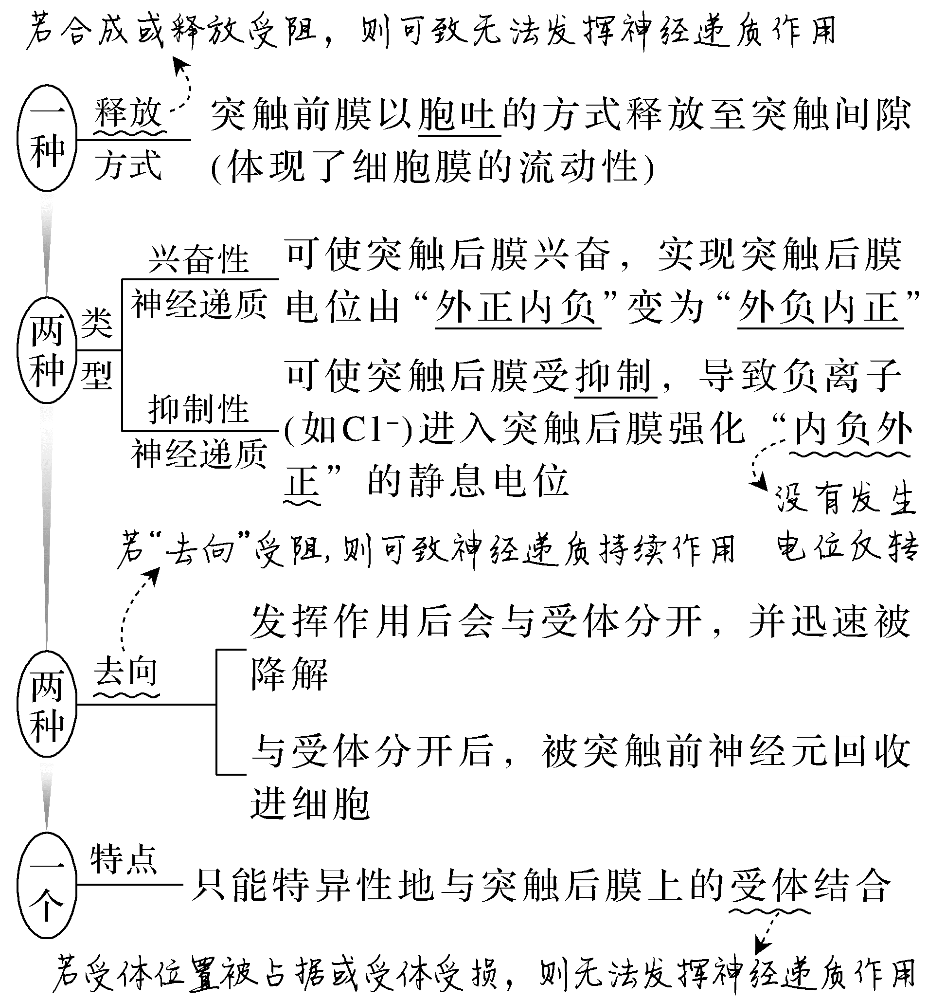 若合成或释放受阻，则可致无法发挥神经递质作用
一种
释放
方式
突触前膜以胞吐的方式释放至突触间隙
(体现了细胞膜的流动性)
两种
类型
兴奋性
神经递质
可使突触后膜兴奋，实现突触后膜
电位由“外正内负”变为“外负内正”
抑制性
神经递质
可使突触后膜受抑制，导致负离子
(如Cl⁻)进入突触后膜强化“内负外
正”的静息电位
没有发生
电位仅转
若“去向”受阻,则可致神经递质持续作用
两种
去向
发挥作用后会与受体分开，并迅速被
降解
与受体分开后，被突触前神经元回收
进细胞
一个
特点
只能特异性地与突触后膜上的受体结合
若受体位置被占据或受体受损，则无法发挥神经递质作用